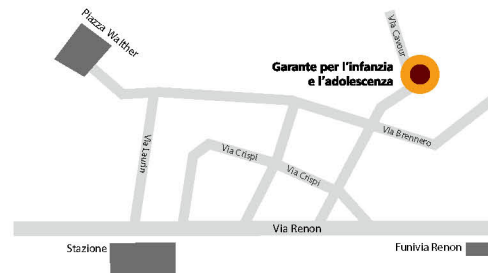 Piazza Walther
Via Cavour
Garante per l'infanzia
e l'adolescenza
Via Brennero
Via Laurin
Via Crispi
Via Crispi
Via Renon
Stazione
Funivia Renon